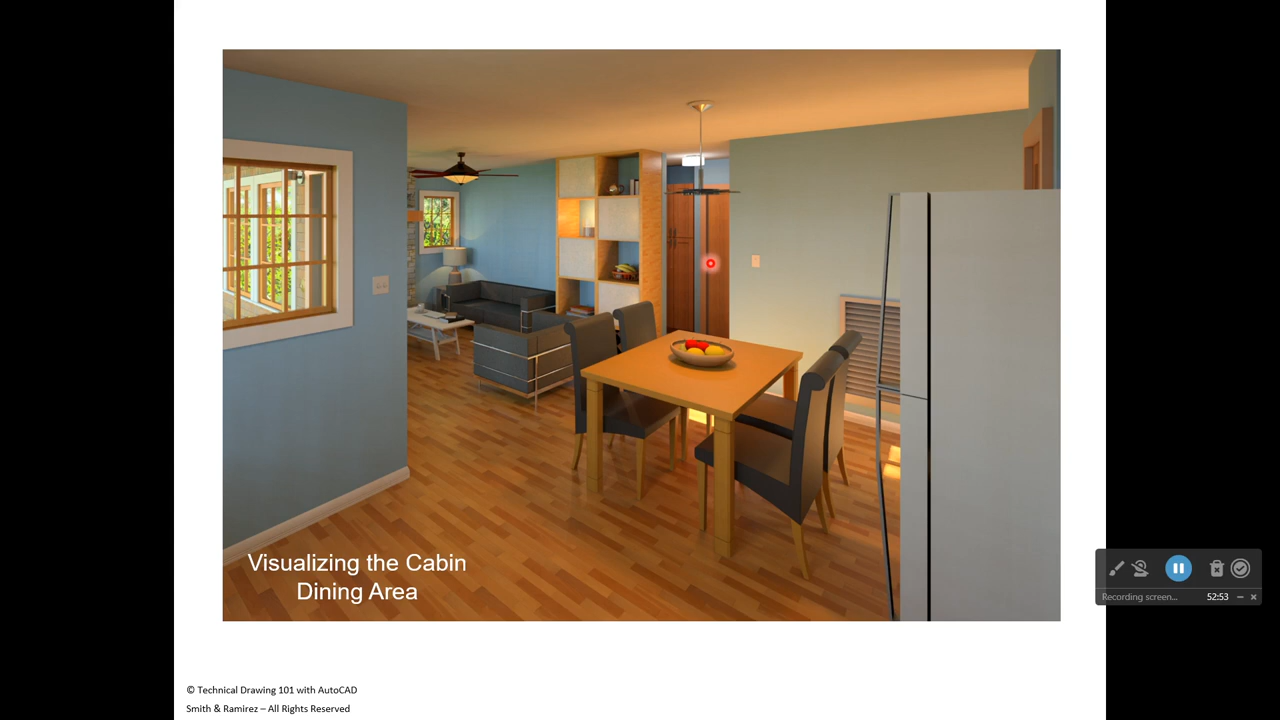 Visualizing the Cabin
Dining Area
Recording screen... 52:53
© Technical Drawing 101 with AutoCAD
Smith & Ramirez – All Rights Reserved